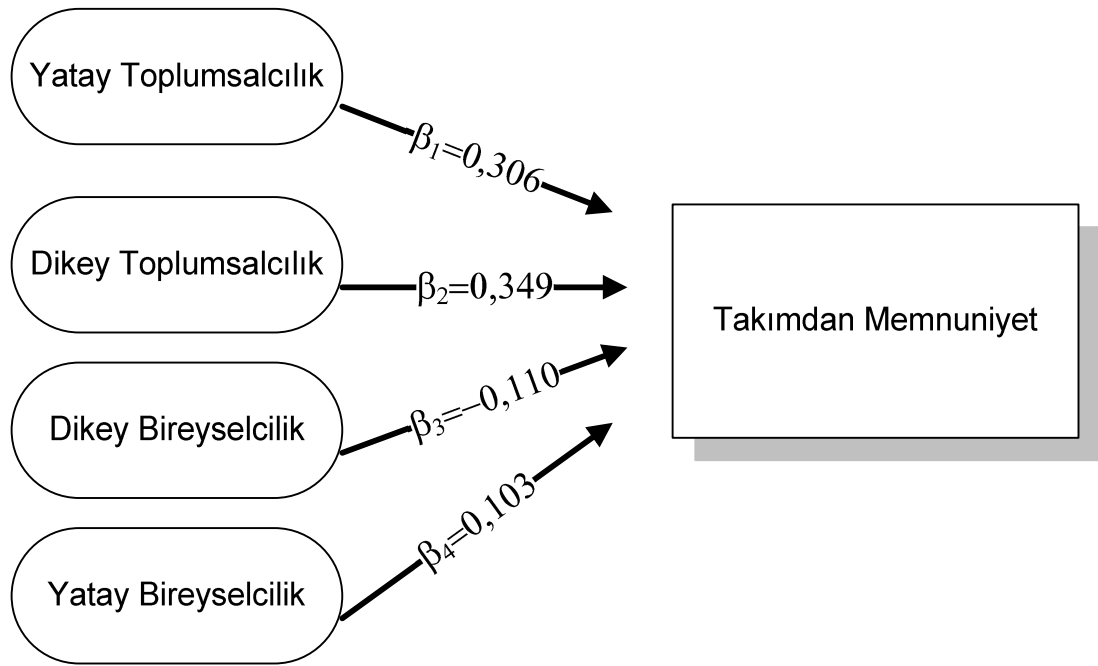 Yatay Toplumsalcılık
β1=0,306
Dikey Toplumsalcılık
β2=0,349
Takımdan Memnuniyet
Dikey Bireyselcilik
β3=–0,110
Yatay Bireyselcilik
β4=0,103